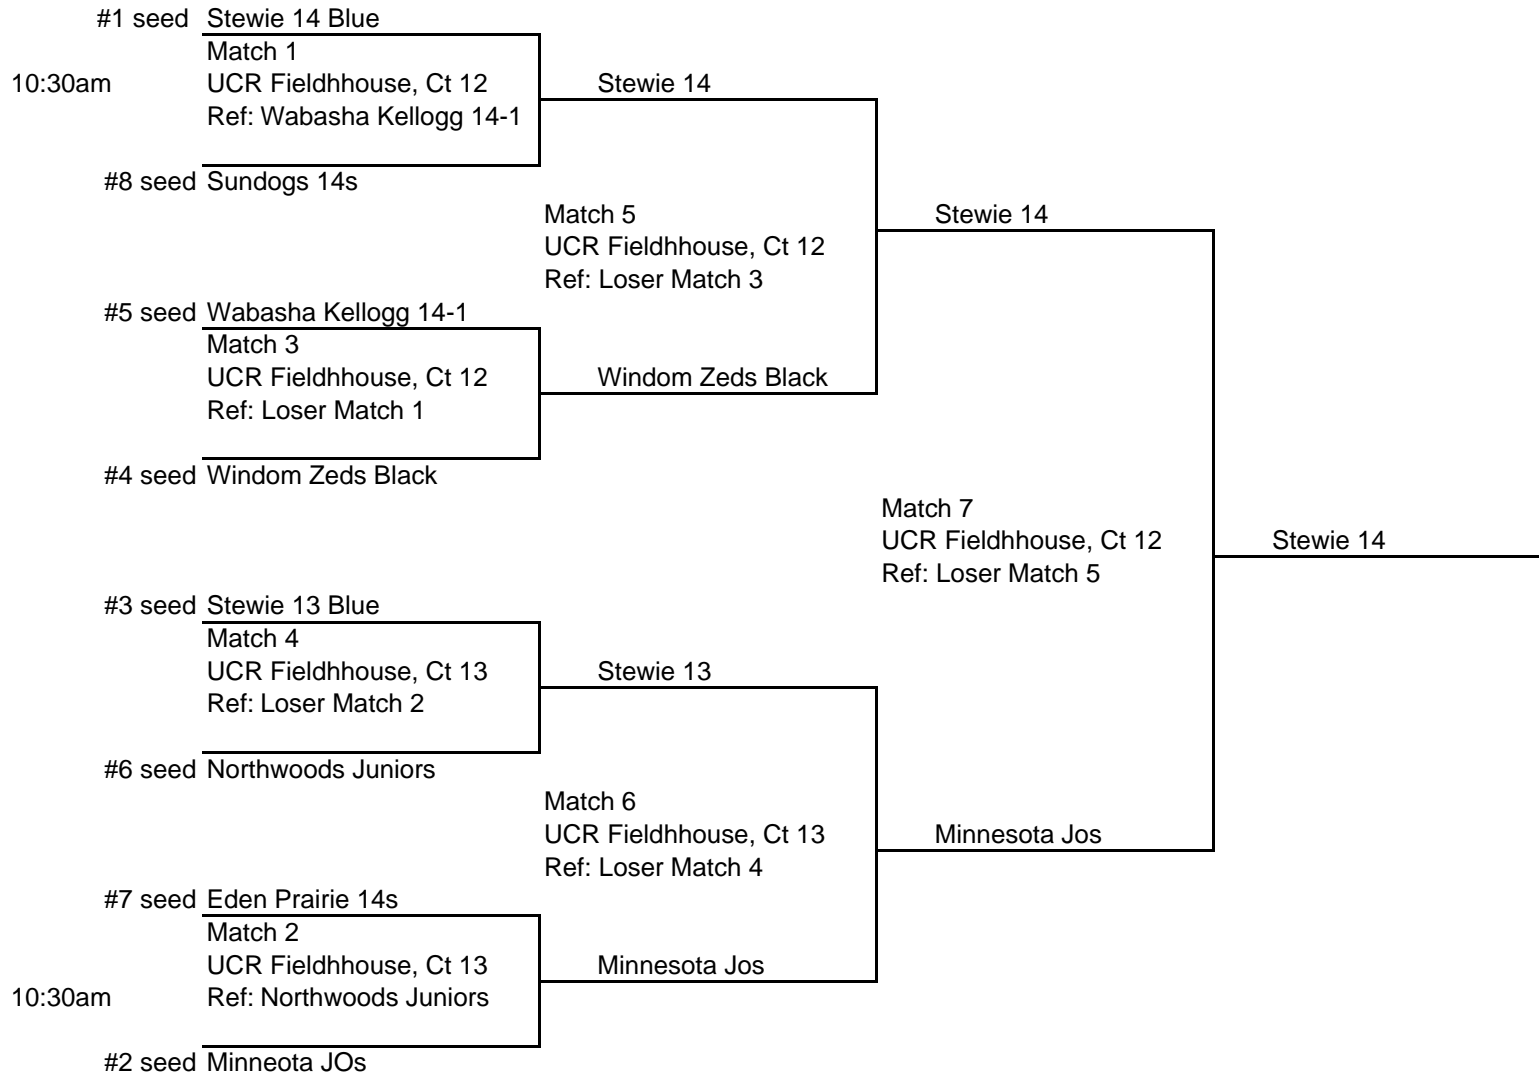 #1 seed Stewie 14 Blue
Match 1
10:30am UCR Fieldhhouse, Ct 12 Stewie 14
Ref: Wabasha Kellogg 14-1
#8 seed Sundogs 14s
Match 5 Stewie 14
UCR Fieldhhouse, Ct 12
Ref: Loser Match 3
#5 seed Wabasha Kellogg 14-1
Match 3
UCR Fieldhhouse, Ct 12 Windom Zeds Black
Ref: Loser Match 1
#4 seed Windom Zeds Black
Match 7
UCR Fieldhhouse, Ct 12 Stewie 14
Ref: Loser Match 5
#3 seed Stewie 13 Blue
Match 4
UCR Fieldhhouse, Ct 13 Stewie 13
Ref: Loser Match 2
#6 seed Northwoods Juniors
Match 6
UCR Fieldhhouse, Ct 13 Minnesota Jos
Ref: Loser Match 4
#7 seed Eden Prairie 14s
Match 2
UCR Fieldhhouse, Ct 13 Minnesota Jos
10:30am Ref: Northwoods Juniors
#2 seed Minneota JOs